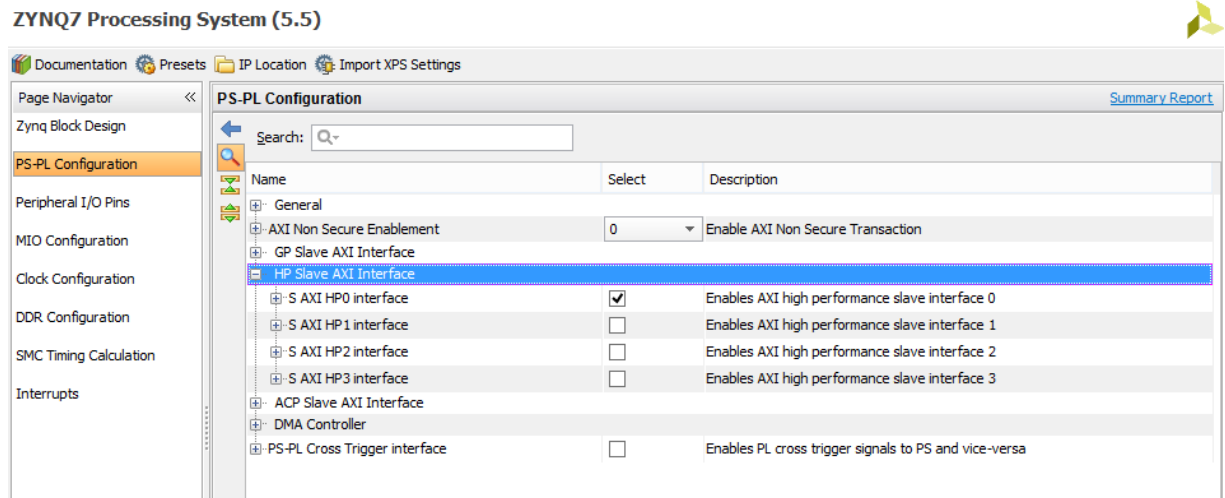 ZYNQ7 Processing System (5.5)
Documentation Presets IP Location Import XPS Settings
Page Navigator «
Zynq Block Design
PS-PL Configuration
Peripheral I/O Pins
MIO Configuration
Clock Configuration
DDR Configuration
SMC Timing Calculation
Interrupts
PS-PL Configuration Summary Report
Search:
Name Select Description
General
AXI Non Secure Enablement 0 Enable AXI Non Secure Transaction
GP Slave AXI Interface
HP Slave AXI Interface
S AXI HP0 interface Enables AXI high performance slave interface 0
S AXI HP1 interface Enables AXI high performance slave interface 1
S AXI HP2 interface Enables AXI high performance slave interface 2
S AXI HP3 interface Enables AXI high performance slave interface 3
ACP Slave AXI Interface
DMA Controller
PS-PL Cross Trigger interface Enables PL cross trigger signals to PS and vice-versa